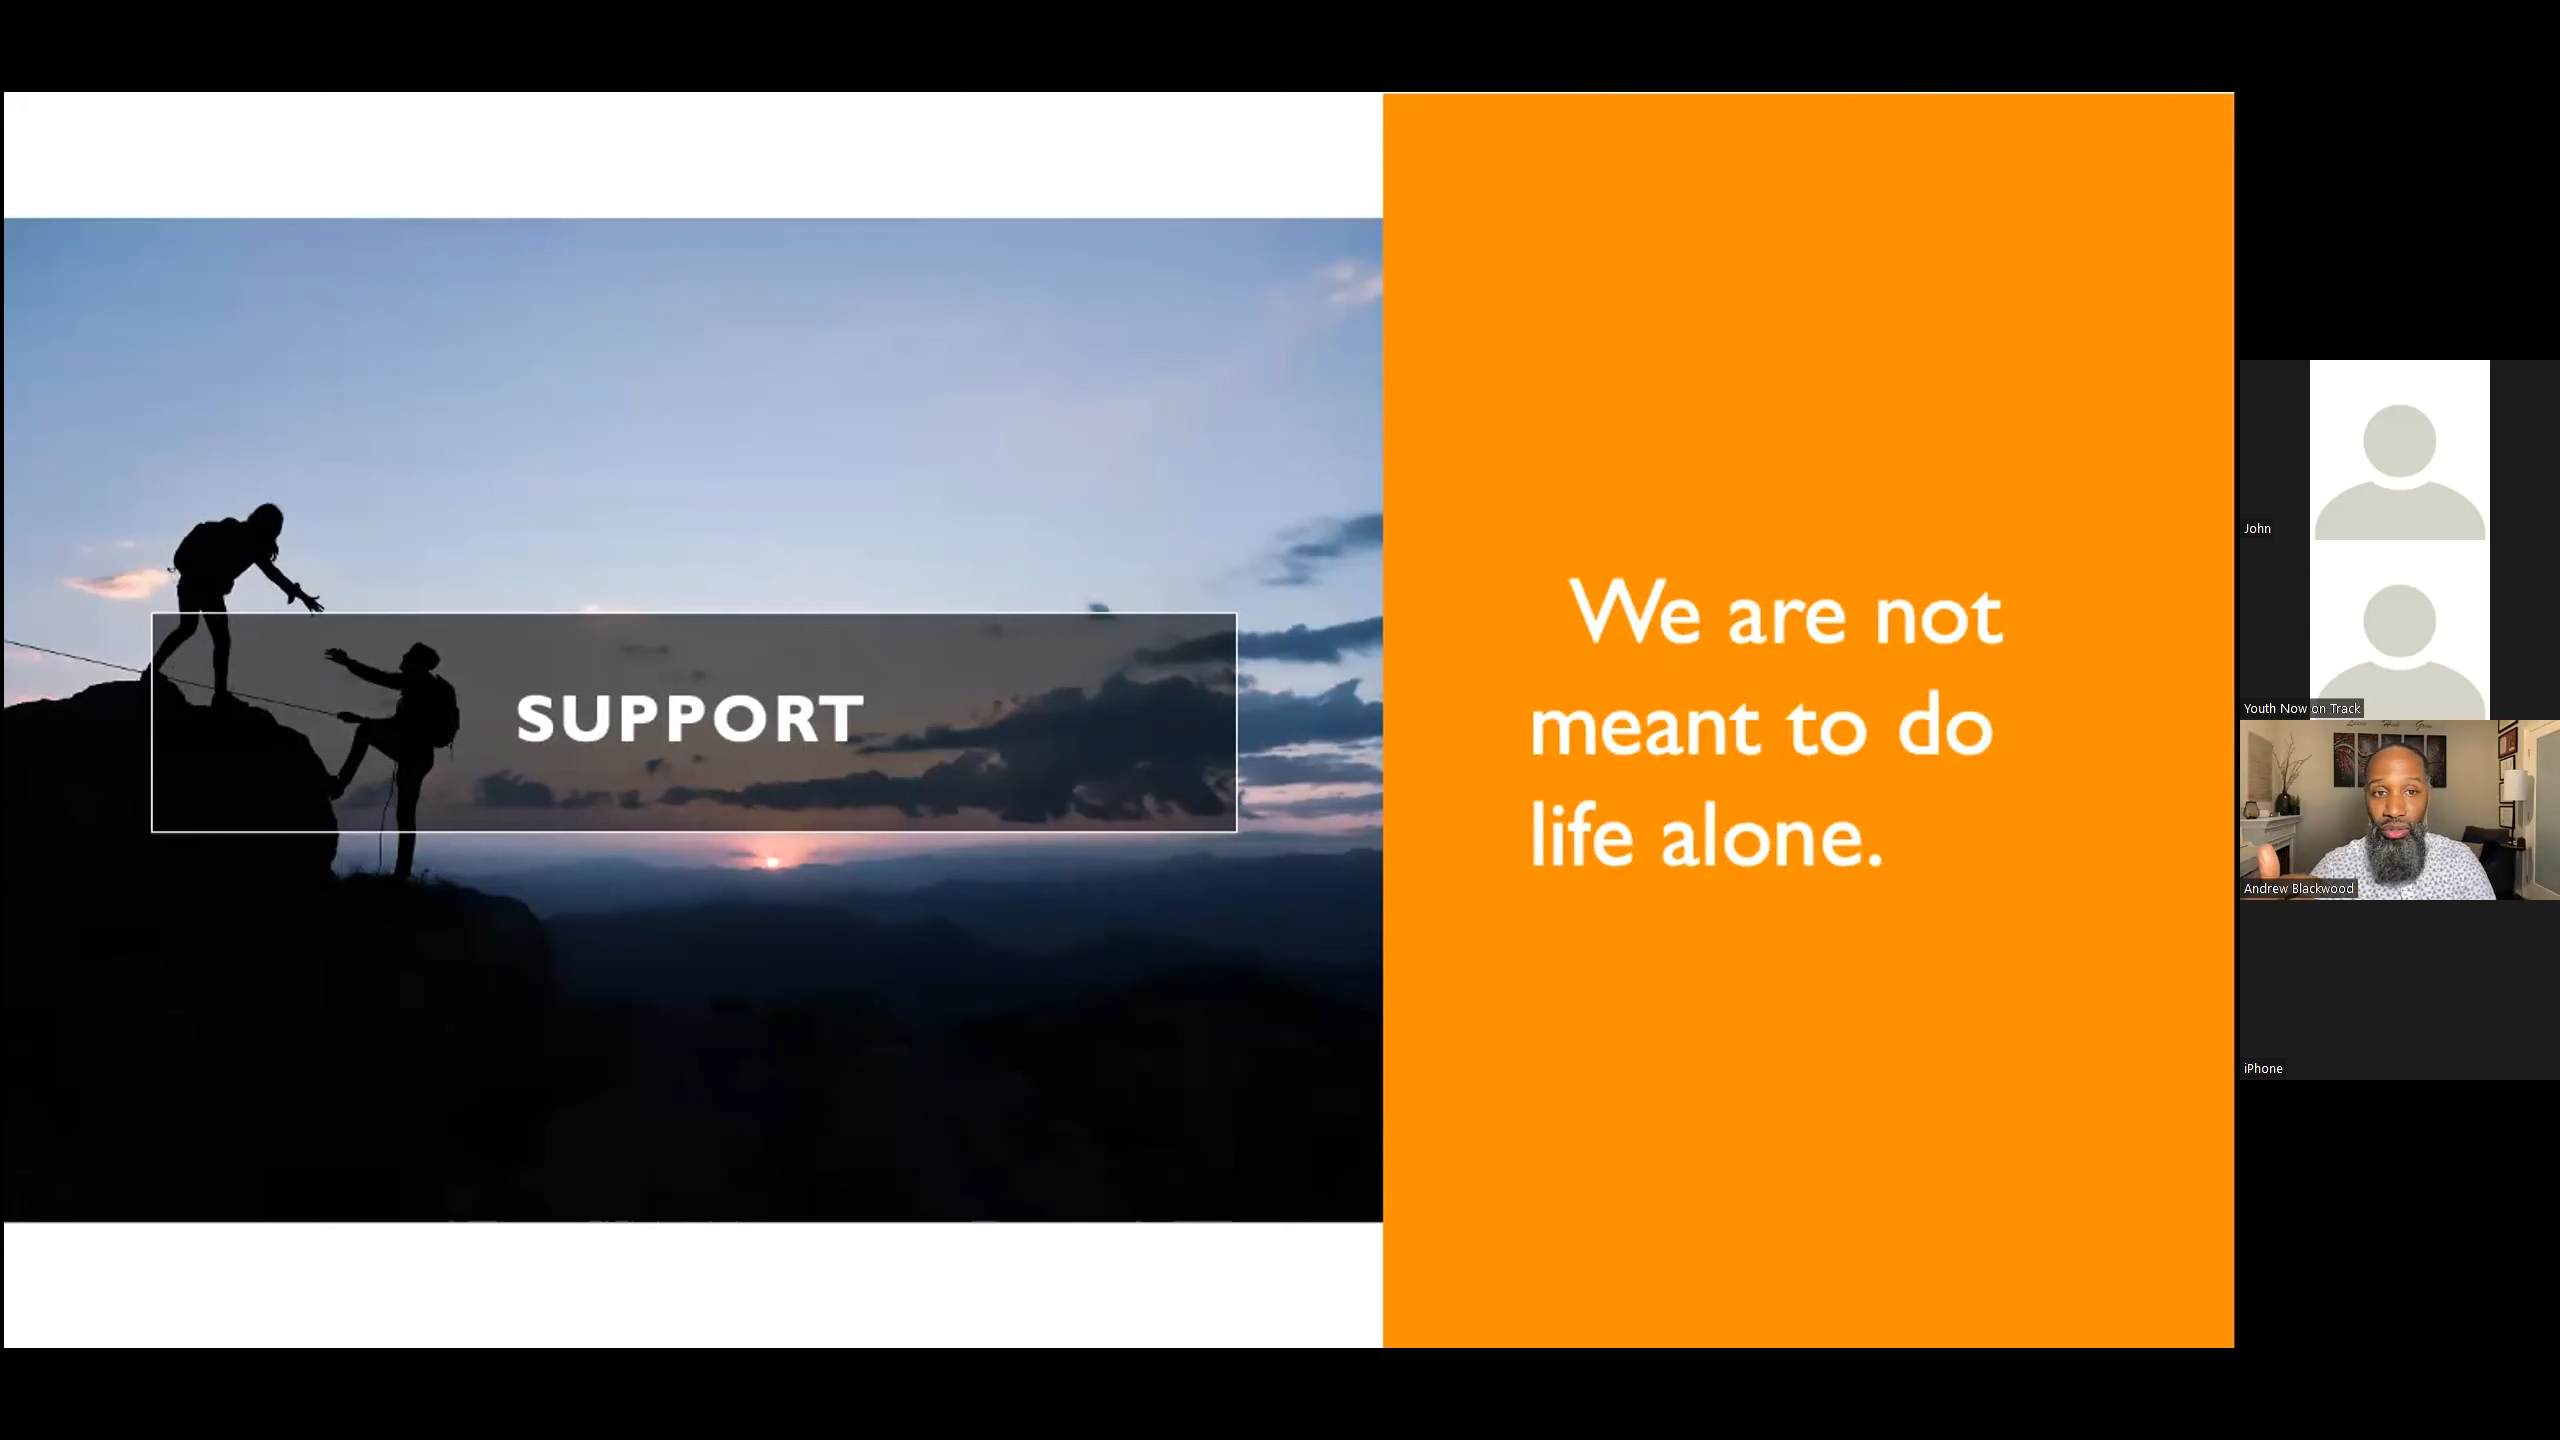 SUPPORT
We are not
meant to do
life alone.
John
Youth Now on Track
Andrew Blackwood
iPhone